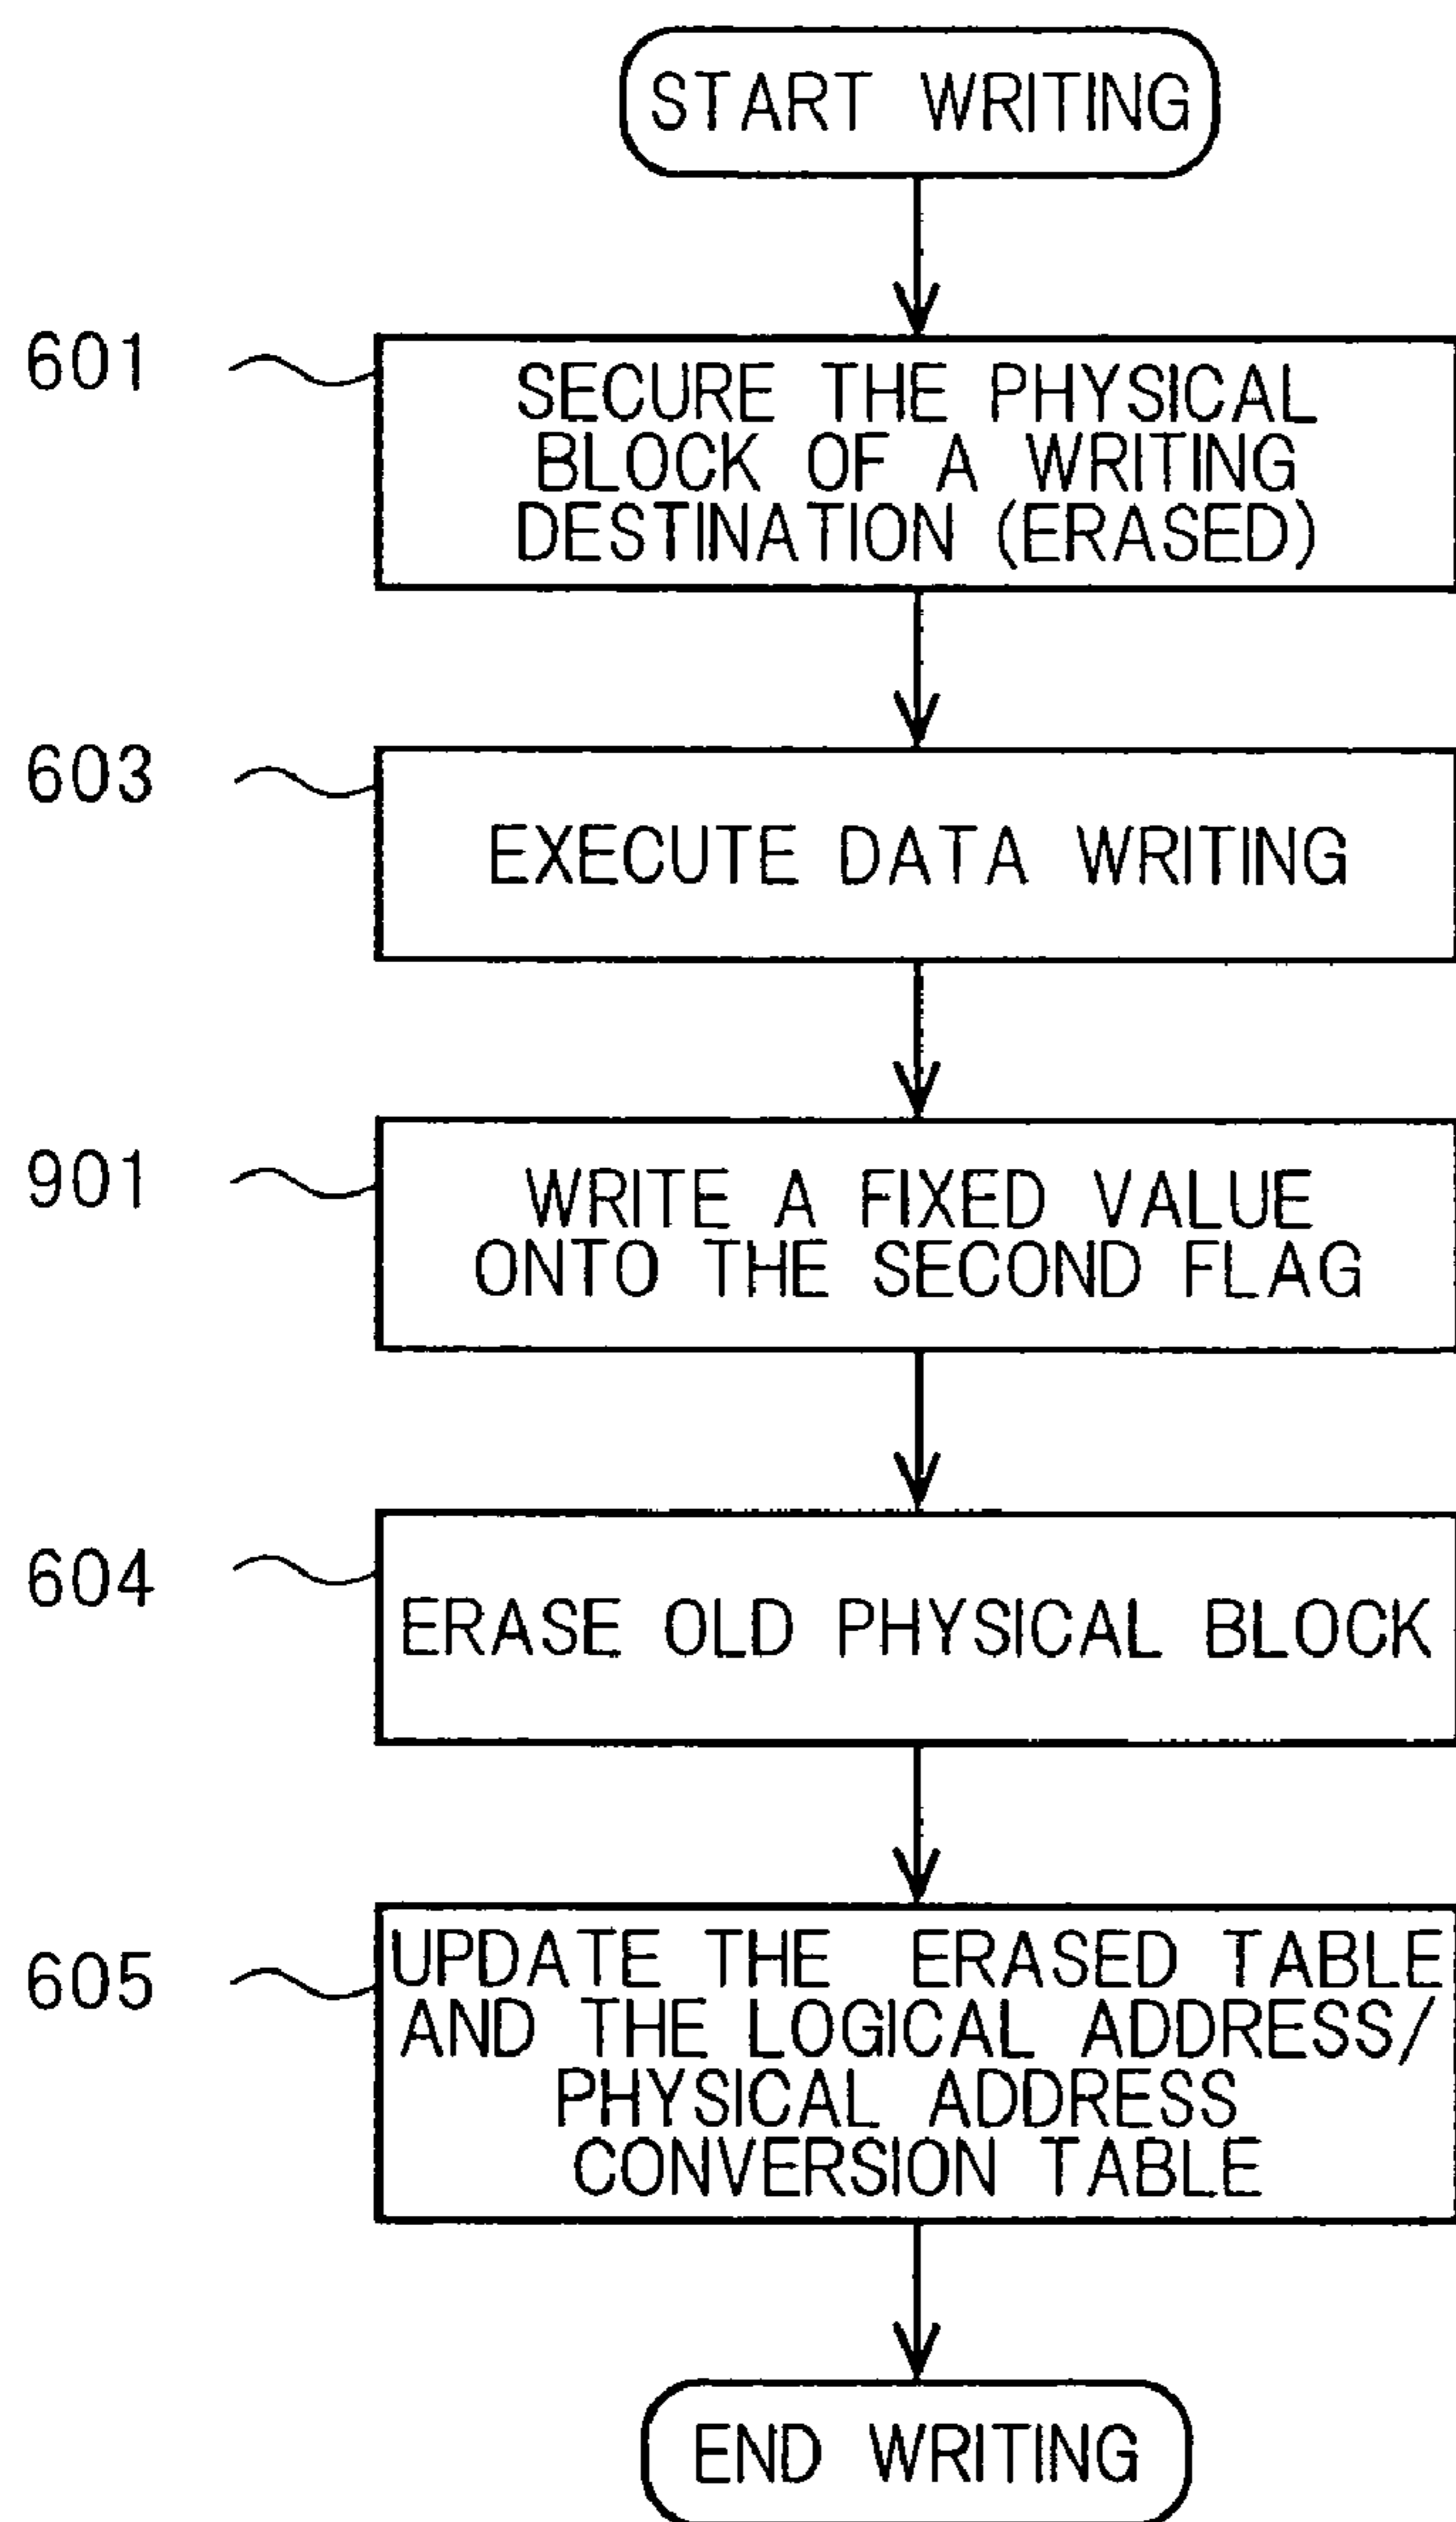 START WRITING
601
SECURE THE PHYSICAL
BLOCK OF A WRITING
DESTINATION (ERASED)
603
EXECUTE DATA WRITING
901
WRITE A FIXED VALUE
ONTO THE SECOND FLAG
604
ERASE OLD PHYSICAL BLOCK
605
UPDATE THE ERASED TABLE
AND THE LOGICAL ADDRESS/
PHYSICAL ADDRESS
CONVERSION TABLE
END WRITING